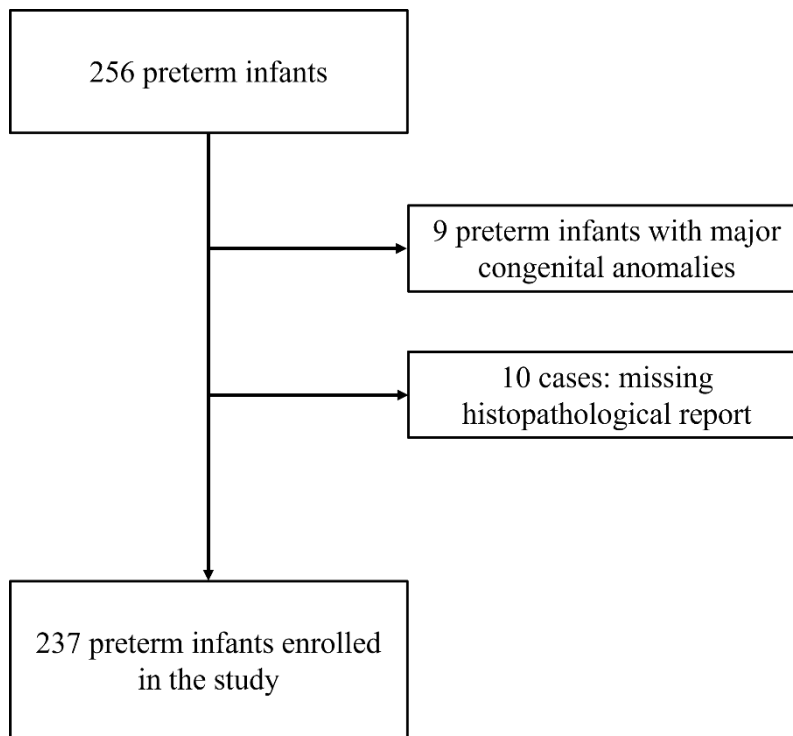 256 preterm infants
9 preterm infants with major
congenital anomalies
10 cases: missing
histopathological report
237 preterm infants enrolled
in the study